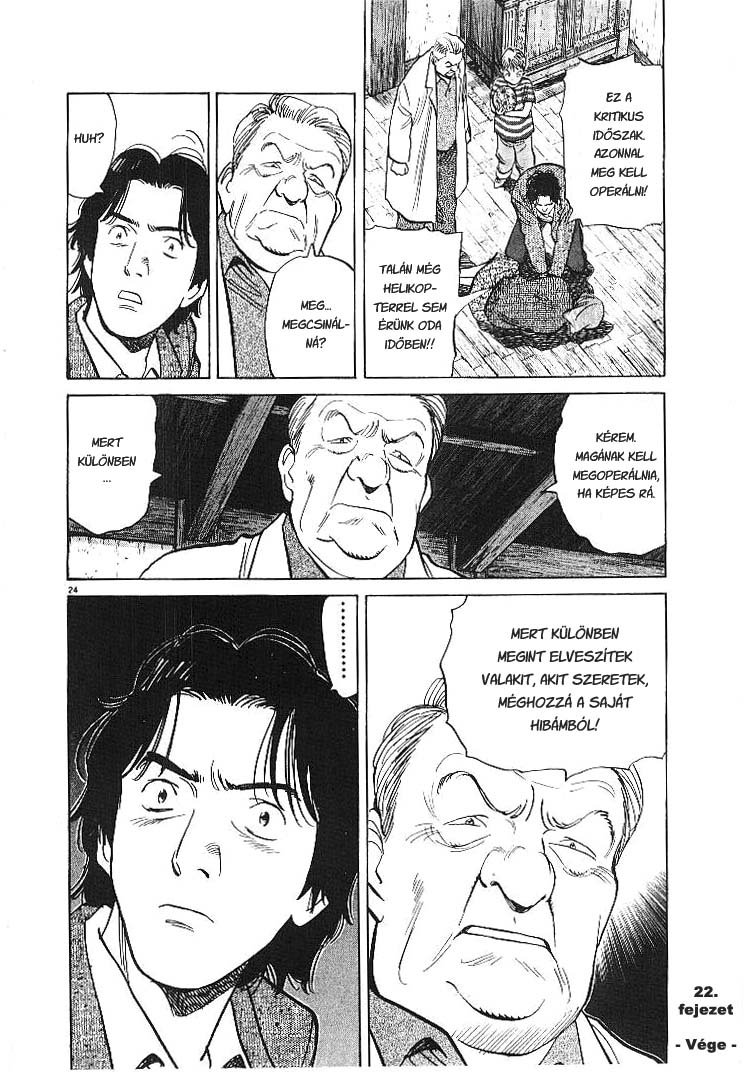 EZ A
KRITIKUS
IDŐSZAK.
AZONNAL
MEG KELL
OPERÁLNI!
TALÁN MÉG
HELIKOP-
TERREL SEM
ÉRÜNK ODA
IDŐBEN!!
MEG...
MEGCSINÁL-
NÁ?
HUH?
KÉREM.
MAGÁNAK KELL
MEGOPERÁLNIA,
HA KÉPES RÁ.
MERT
KÜLÖNBEN
...
24
MERT KÜLÖNBEN
MEGINT ELVESZÍTEK
VALAKIT, AKIT SZERETEK,
MÉGHOZZÁ A SAJÁT
HIBÁMBÓL!
.........
22.
fejezet
- Vége -